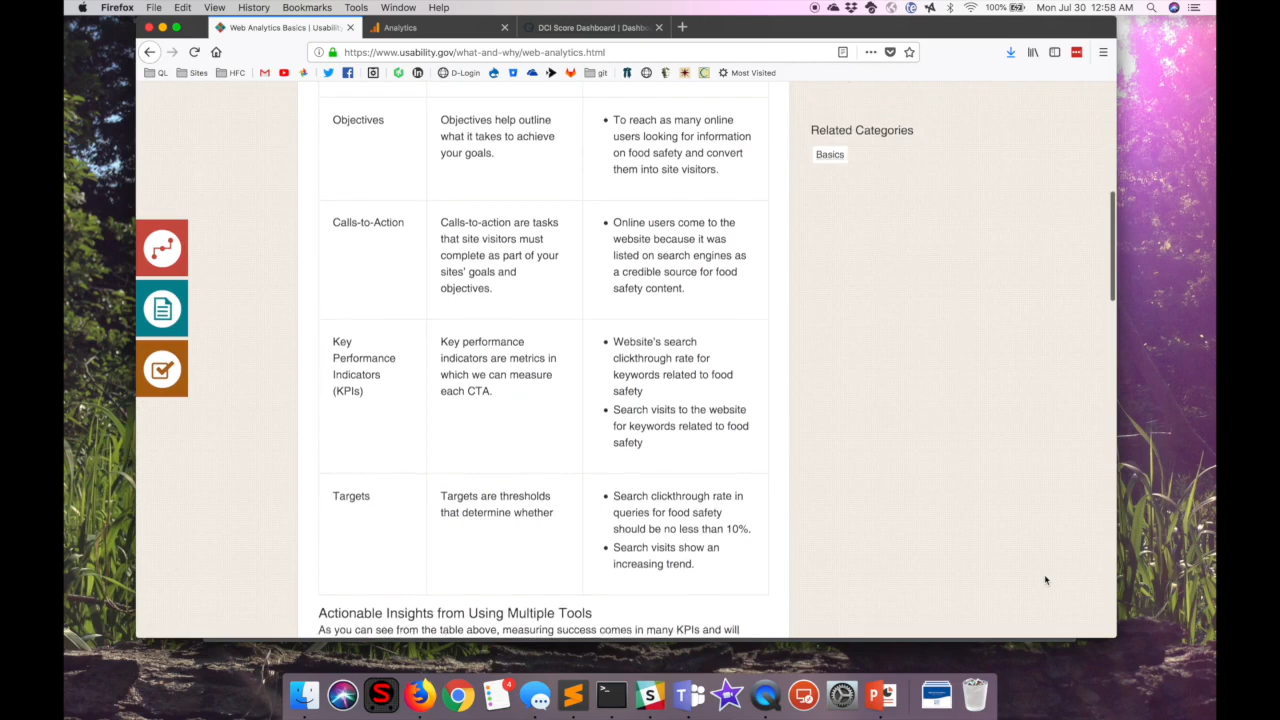 Firefox File Edit View History Bookmarks Tools Window Help 100% Mon Jul 30 12:58 AM
Web Analytics Basics | Usability Analytics DCI Score Dashboard | Dashbo
https://www.usability.gov/what-and-why/web-analytics.html
QL Sites HFC D-Login git Most Visited
Objectives
Objectives help outline
what it takes to achieve
your goals.
To reach as many online
users looking for information
on food safety and convert
them into site visitors.
Related Categories
Basics
Calls-to-Action
Calls-to-action are tasks
that site visitors must
complete as part of your
sites' goals and
objectives.
Online users come to the
website because it was
listed on search engines as
a credible source for food
safety content.
Key
Performance
Indicators
(KPIs)
Key performance
indicators are metrics in
which we can measure
each CTA.
Website's search
clickthrough rate for
keywords related to food
safety
Search visits to the website
for keywords related to food
safety
Targets
Targets are thresholds
that determine whether
Search clickthrough rate in
queries for food safety
should be no less than 10%.
Search visits show an
increasing trend.
Actionable Insights from Using Multiple Tools
As you can see from the table above, measuring success comes in many KPIs and will
4